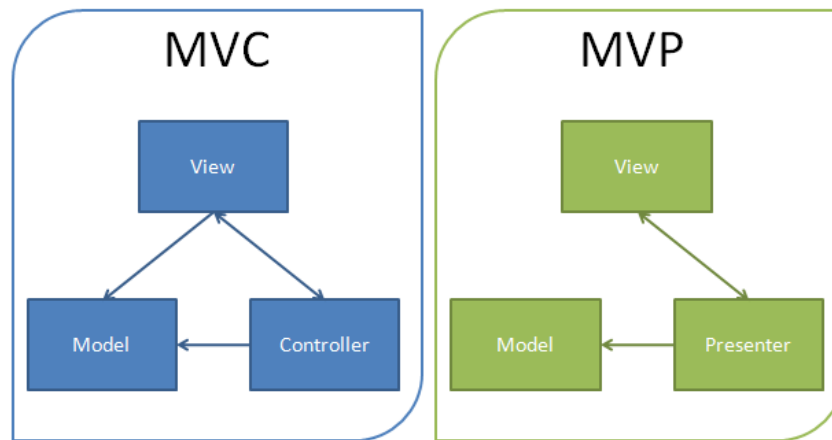 MVC
View
Model
Controller
MVP
View
Model
Presenter